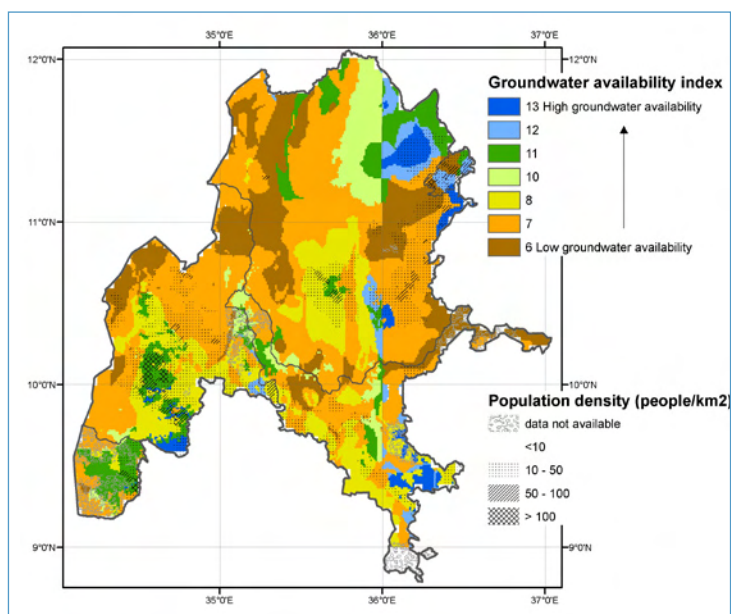 35°0'E
36°0'E
37°0'E
12°0'N
12°0'N
Groundwater availability index
13 High groundwater availability
12
11
10
8
7
6 Low groundwater availability
11°0'N
11°0'N
10°0'N
10°0'N
Population density (people/km2)
data not available
<10
10 - 50
50 - 100
> 100
9°0'N
9°0'N
35°0'E
36°0'E
37°0'E